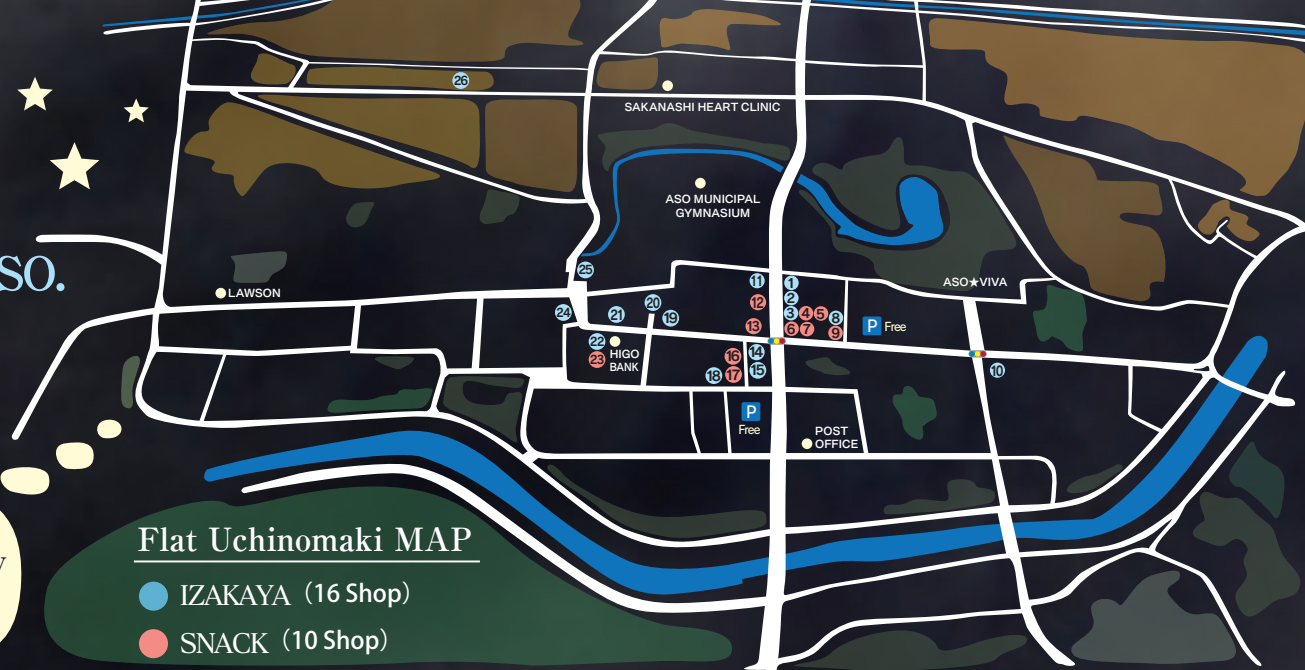 26
SAKANASHI HEART CLINIC
ASO MUNICIPAL
GYMNASIUM
SO.
25
11
1
ASO★VIVA
LAWSON
2
12
20
24
21
19
3
4
5
8
13
6
7
9
P Free
22
HIGO
BANK
23
16
14
18
17
15
10
P
Free
POST
OFFICE
Flat Uchinomaki MAP
IZAKAYA (16 Shop)
SNACK (10 Shop)